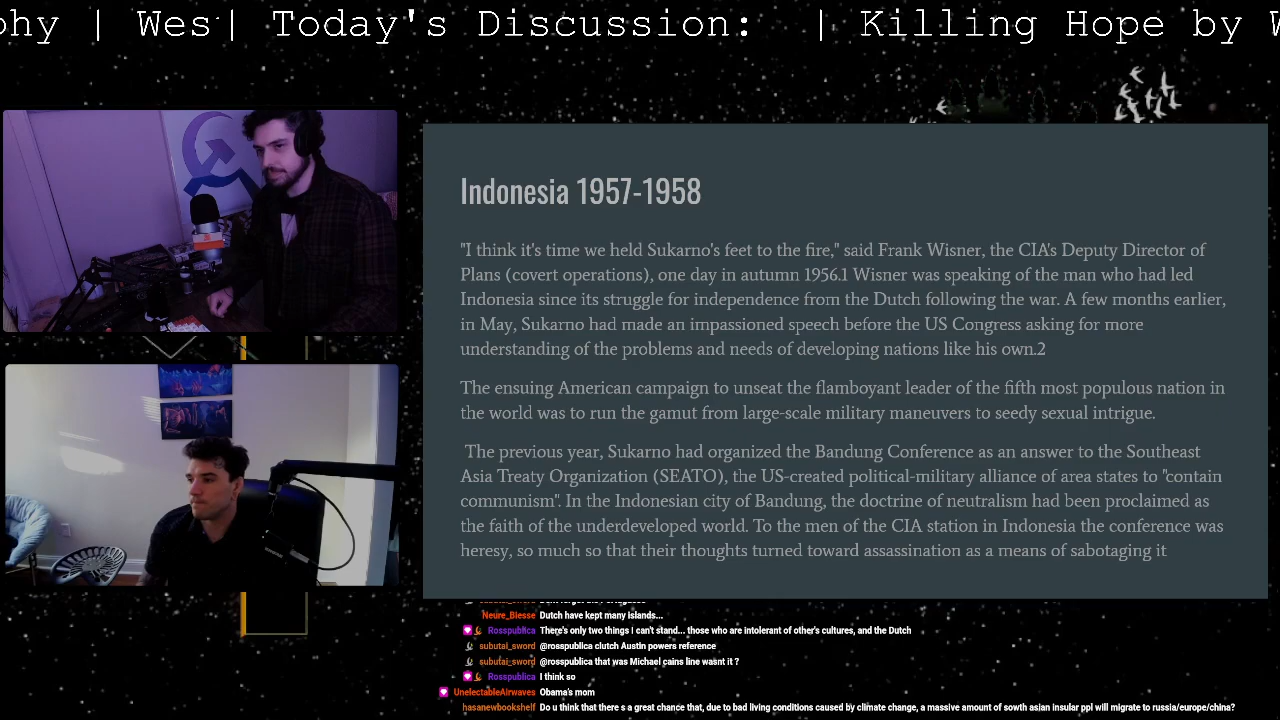 phy | Wes | Today's Discussion: | Killing Hope by W
Indonesia 1957-1958
"I think it's time we held Sukarno's feet to the fire," said Frank Wisner, the CIA's Deputy Director of
Plans (covert operations), one day in autumn 1956.1 Wisner was speaking of the man who had led
Indonesia since its struggle for independence from the Dutch following the war. A few months earlier,
in May, Sukarno had made an impassioned speech before the US Congress asking for more
understanding of the problems and needs of developing nations like his own.2
The ensuing American campaign to unseat the flamboyant leader of the fifth most populous nation in
the world was to run the gamut from large-scale military maneuvers to seedy sexual intrigue.
The previous year, Sukarno had organized the Bandung Conference as an answer to the Southeast
Asia Treaty Organization (SEATO), the US-created political-military alliance of area states to "contain
communism". In the Indonesian city of Bandung, the doctrine of neutralism had been proclaimed as
the faith of the underdeveloped world. To the men of the CIA station in Indonesia the conference was
heresy, so much so that their thoughts turned toward assassination as a means of sabotaging it
Neure_Blesse Dutch have kept many islands...
Rosspublica There's only two things I can't stand... those who are intolerant of other's cultures, and the Dutch
subutai_sword @rosspublica clutch Austin powers reference
subutai_sword @rosspublica that was Michael cains line wasnt it ?
Rosspublica I think so
UnelectableAirwaves Obama's mom
hasanewbookshelf Do u think that there s a great chance that, due to bad living conditions caused by climate change, a massive amount of sowth asian insular ppl will migrate to russia/europe/china?